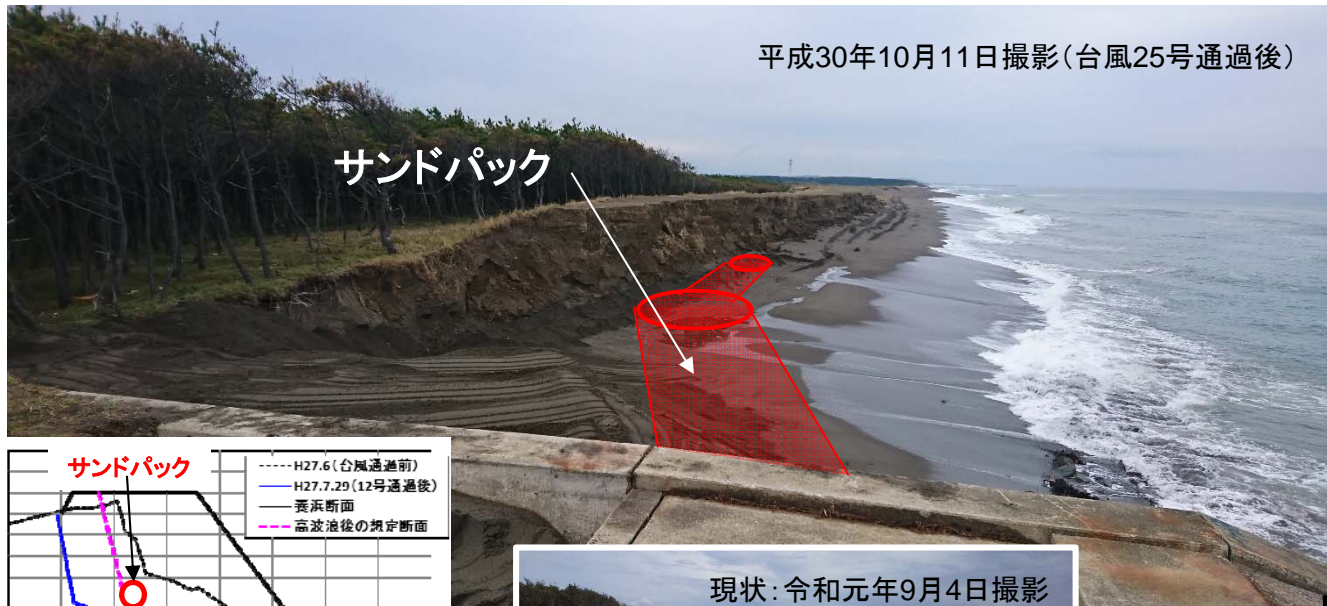 平成30年10月11日撮影(台風25号通過後)
サンドパック
サンドパック
H27.6(台風通過前)
H27.7.29(12号通過後)
養浜断面
高波浪後の想定断面
現状:令和元年9月4日撮影